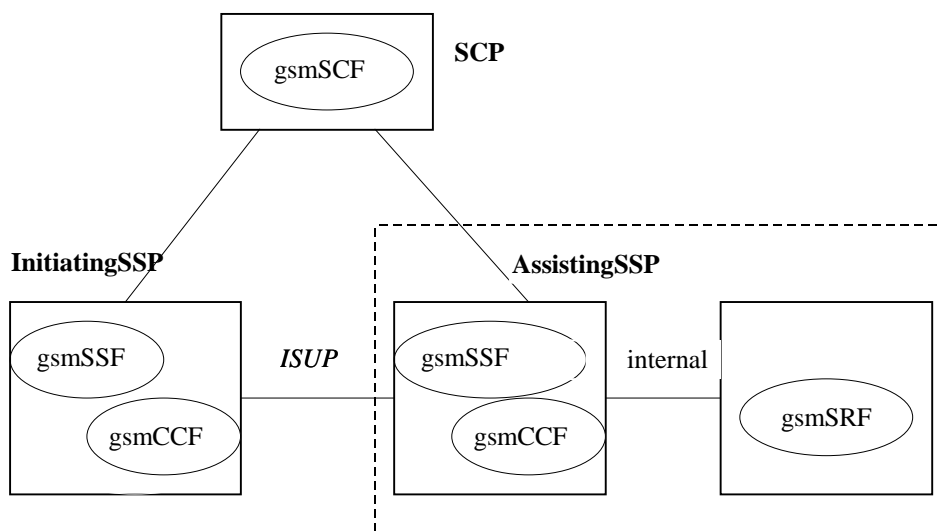 gsmSCF
SCP
InitiatingSSP
AssistingSSP
gsmSSF
ISUP
gsmSSF
internal
gsmCCF
gsmCCF
gsmSRF